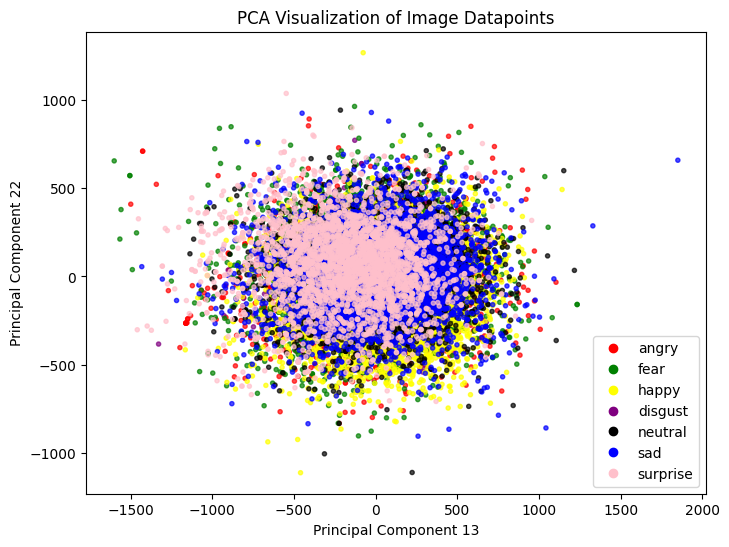 PCA Visualization of Image Datapoints
Principal Component 22
1000
500
0
−500
−1000
−1500
−1000
−500
0
500
1000
1500
2000
Principal Component 13
angry
fear
happy
disgust
neutral
sad
surprise